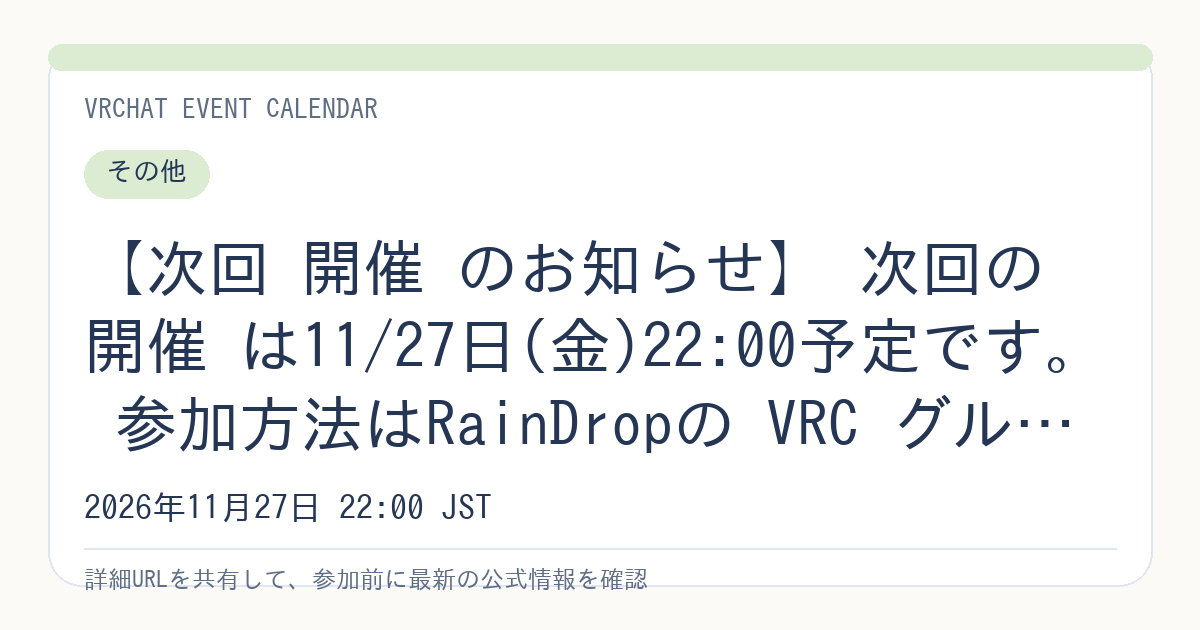 VRCHAT EVENT CALENDAR
その他
【次回 開催 のお知らせ】 次回の
開催 は11/27日(金)22:00予定です。
参加方法はRainDropの VRC グル…
2026年11月27日 22:00 JST
詳細URLを共有して、参加前に最新の公式情報を確認